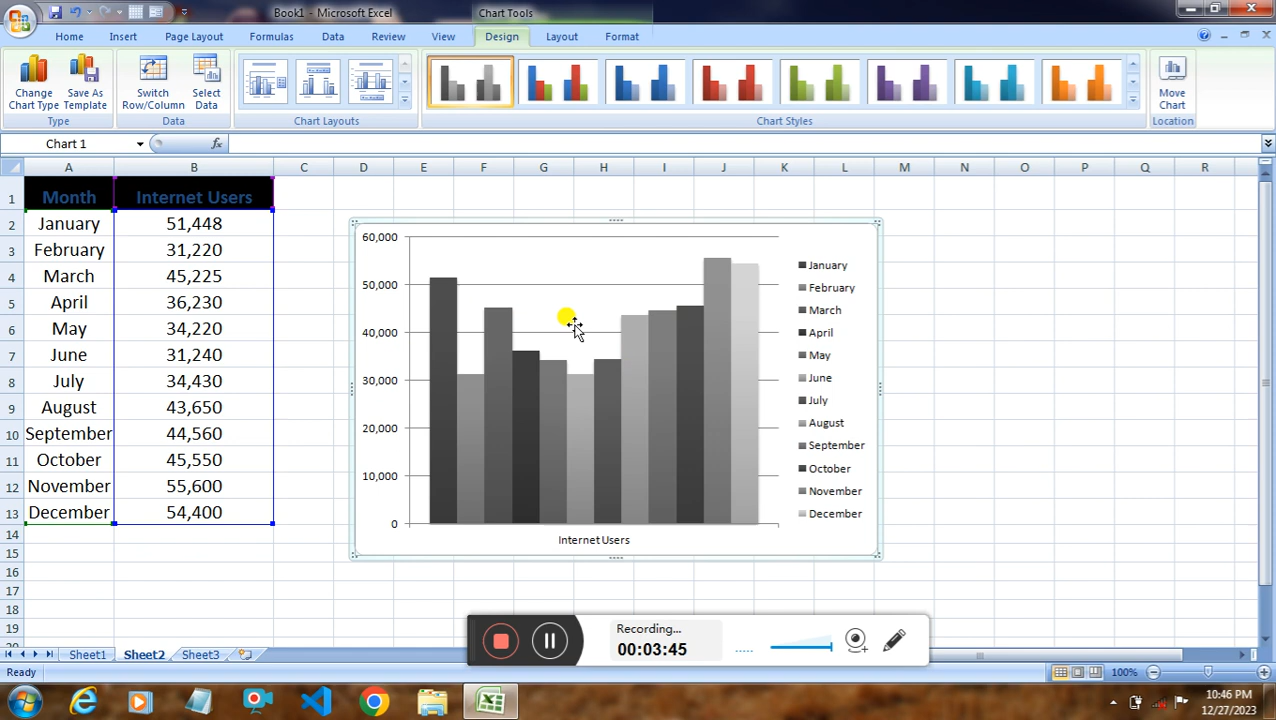 Book1 - Microsoft Excel
Chart Tools
Home Insert Page Layout Formulas Data Review View Design Layout Format
Change Chart Type
Save As Template
Switch Row/Column
Select Data
Move Chart
Type Data Chart Layouts Chart Styles Location
Chart 1
fx
A B C D E F G H I J K L M N O P Q R
1 Month Internet Users
2 January 51,448
3 February 31,220
4 March 45,225
5 April 36,230
6 May 34,220
7 June 31,240
8 July 34,430
9 August 43,650
10 September 44,560
11 October 45,550
12 November 55,600
13 December 54,400
14
15
16
17
18
19
60,000
50,000
40,000
30,000
20,000
10,000
0
Internet Users
January
February
March
April
May
June
July
August
September
October
November
December
Recording...
00:03:45
Sheet1 Sheet2 Sheet3
Ready
100%
10:46 PM
12/27/2023